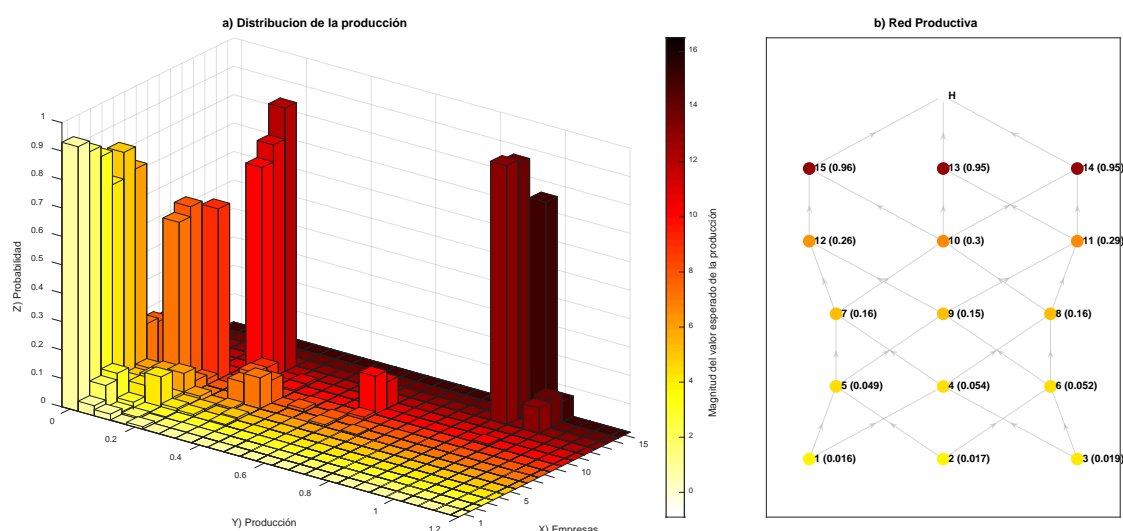 a) Distribucion de la producción
Z) Probabilidad
1
0.9
0.8
0.7
0.6
0.5
0.4
0.3
0.2
0.1
0
0
0.2
0.4
0.6
0.8
1
1.2
Y) Producción
1
5
10
15
X) Empresas
16
14
12
10
8
6
4
2
0
Magnitud del valor esperado de la producción
b) Red Productiva
H
15 (0.96) 13 (0.95) 14 (0.95)
12 (0.26) 10 (0.3) 11 (0.29)
7 (0.16) 9 (0.15) 8 (0.16)
5 (0.049) 4 (0.054) 6 (0.052)
1 (0.016) 2 (0.017) 3 (0.019)